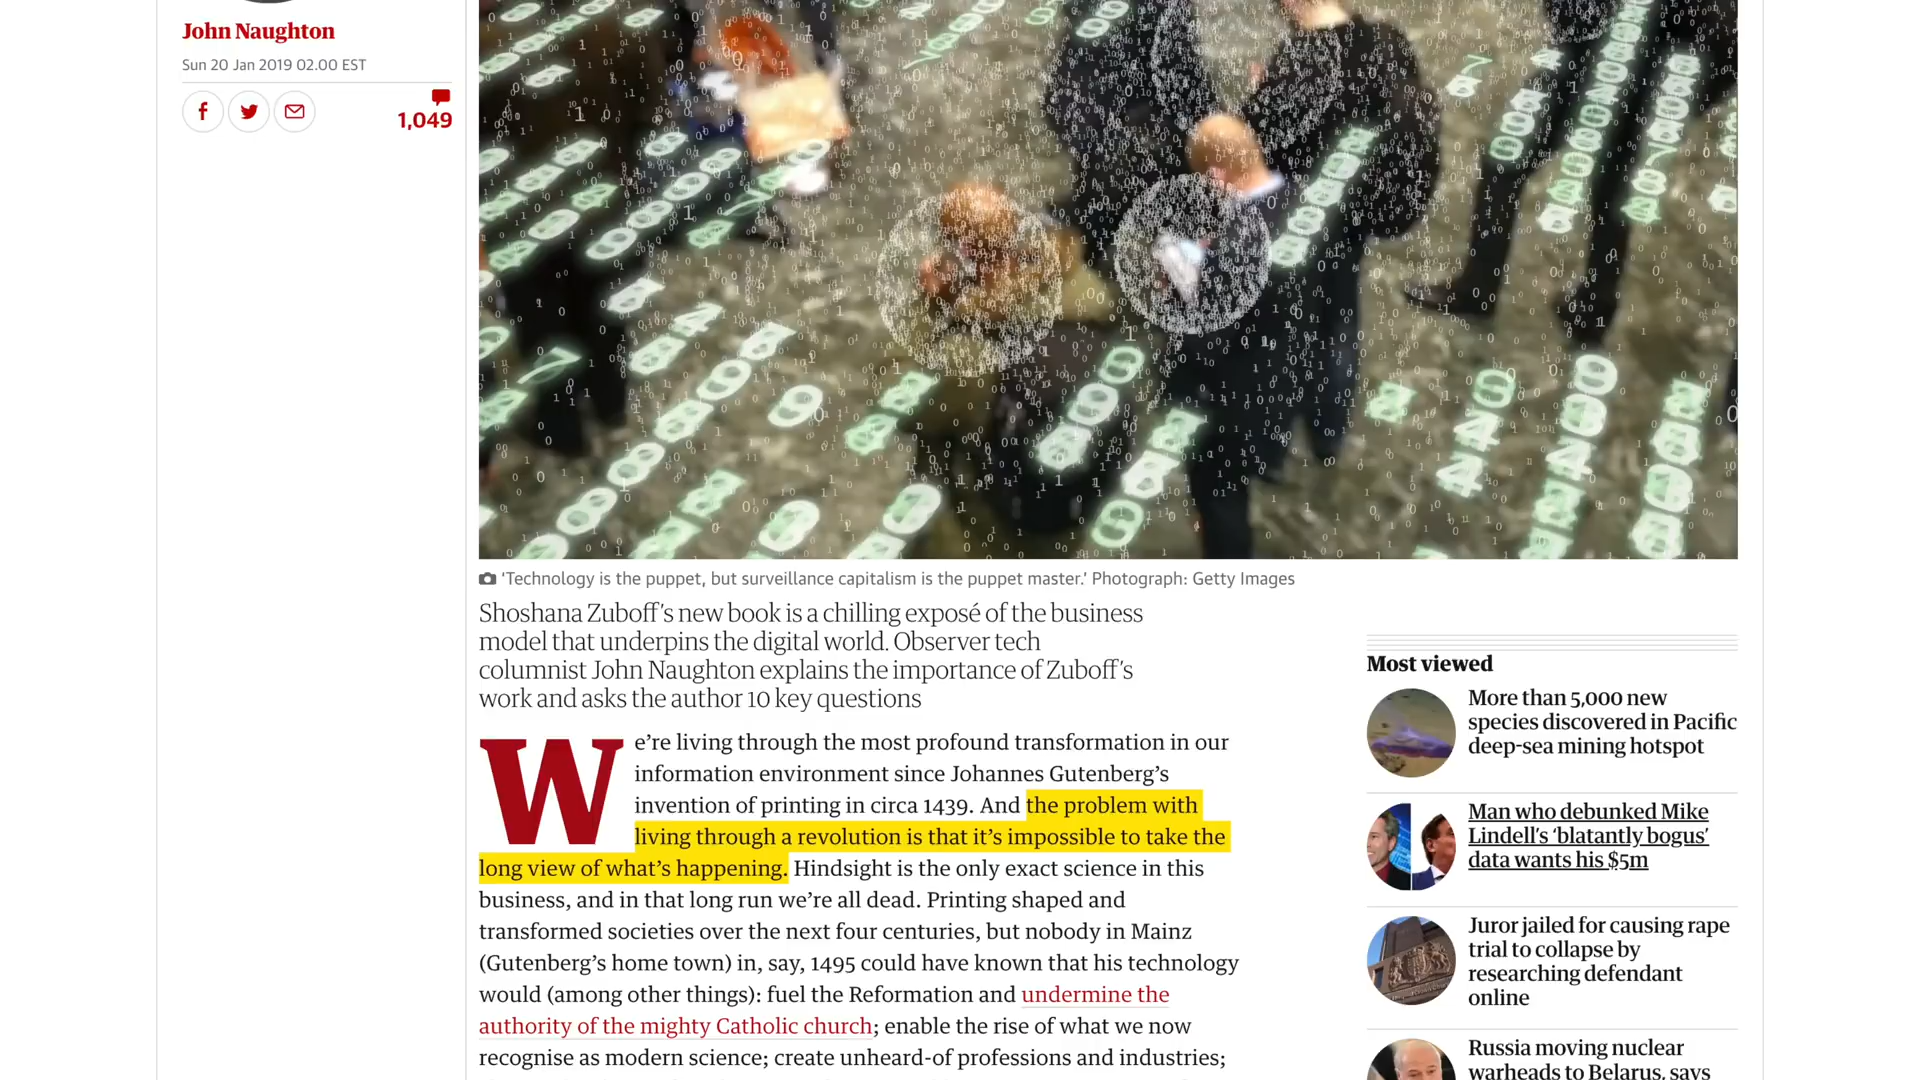 John Naughton
Sun 20 Jan 2019 02.00 EST
1,049
'Technology is the puppet, but surveillance capitalism is the puppet master.' Photograph: Getty Images
Shoshana Zuboff's new book is a chilling exposé of the business
model that underpins the digital world. Observer tech
columnist John Naughton explains the importance of Zuboff's
work and asks the author 10 key questions
We're living through the most profound transformation in our
information environment since Johannes Gutenberg's
invention of printing in circa 1439. And the problem with
living through a revolution is that it's impossible to take the
long view of what's happening. Hindsight is the only exact science in this
business, and in that long run we're all dead. Printing shaped and
transformed societies over the next four centuries, but nobody in Mainz
(Gutenberg's home town) in, say, 1495 could have known that his technology
would (among other things): fuel the Reformation and undermine the
authority of the mighty Catholic church; enable the rise of what we now
recognise as modern science; create unheard-of professions and industries;
Most viewed
More than 5,000 new
species discovered in Pacific
deep-sea mining hotspot
Man who debunked Mike
Lindell's 'blatantly bogus'
data wants his $5m
Juror jailed for causing rape
trial to collapse by
researching defendant
online
Russia moving nuclear
warheads to Belarus, says